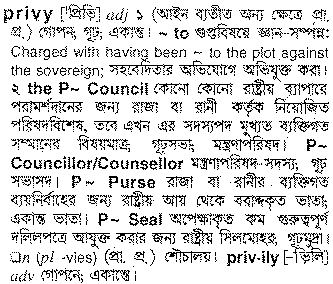 privy ['প্রিভি] adj ১ (আইন ব্যতীত অন্য ক্ষেত্রে প্রা.
প্র.) গোপন, গূঢ়, একান্ত। ~ to গুপ্তবিষয়ে জ্ঞান-সম্পন্ন:
Charged with having been ~ to the plot against
the sovereign; সহবেদিতার অভিযোগে অভিযুক্ত করা।
২ the P~ Council কোনো কোনো রাষ্ট্রীয় ব্যাপারে
পরামর্শদানের জন্য রাজা বা রানী কর্তৃক নিয়োজিত
পরিষদবিশেষ, তবে এখন এর সদস্যপদ মুখ্যত ব্যক্তিগত
সম্মানের বিষয়মাত্র; গূঢ়সভা; মন্ত্রণাপরিষদ। P~
Councillor/Counsellor মন্ত্রণাপরিষদ-সদস্য; গূঢ়
সভাসদ। P~ Purse রাজা বা রানীর ব্যক্তিগত
ব্যয়নির্বাহের জন্য রাষ্ট্রীয় আয় থেকে বরাদ্দকৃত ভাতা;
একান্ত ভাতা। P~ Seal অপেক্ষাকৃত কম গুরুত্বপূর্ণ
দলিলপত্রে আযুক্ত করার জন্য রাষ্ট্রীয় সিলমোহর; গূঢ়মুদ্রা।
□n (pl -vies) (প্রা. প্র.) শৌচালয়। priv-ily [-ভিলি]
adv গোপনে; একান্তে।